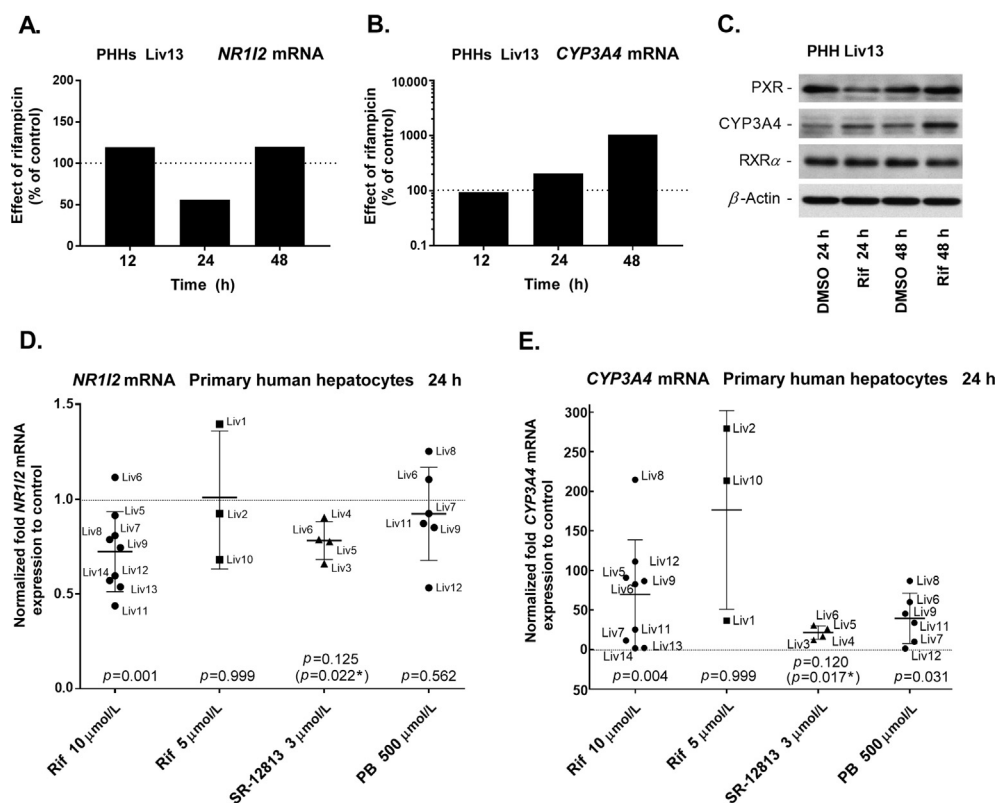 A.
PHHs Liv13 NR1I2 mRNA
Effect of rifampicin
(% of control)
200
150
100
50
0
12 24 48
Time (h)
B.
PHHs Liv13 CYP3A4 mRNA
Effect of rifampicin
(% of control)
10000
1000
100
0.1
12 24 48
Time (h)
C.
PHH Liv13
PXR -
CYP3A4 -
RXRα -
β-Actin -
DMSO 24 h
Rif 24 h
DMSO 48 h
Rif 48 h
D.
NR1I2 mRNA Primary human hepatocytes 24 h
Normalized fold NR1I2 mRNA
expression to control
1.5
1.0
0.5
0.0
Liv6
Liv5
Liv8
Liv7
Liv9
Liv14
Liv12
Liv13
Liv11
Liv1
Liv2
Liv10
Liv4
Liv6
Liv5
Liv3
Liv8
Liv6
Liv7
Liv11
Liv9
Liv12
p=0.001
p=0.999
p=0.125
(p=0.022*)
p=0.562
Rif 10 μmol/L
Rif 5 μmol/L
SR-12813 3 μmol/L
PB 500 μmol/L
E.
CYP3A4 mRNA Primary human hepatocytes 24 h
Normalized fold CYP3A4 mRNA
expression to control
300
250
200
150
100
50
0
50
Liv8
Liv12
Liv5
Liv9
Liv6
Liv11
Liv7
Liv13
Liv14
Liv2
Liv10
Liv1
Liv6
Liv5
Liv3
Liv4
Liv8
Liv6
Liv9
Liv11
Liv7
Liv12
p=0.004
p=0.999
p=0.120
(p=0.017*)
p=0.031
Rif 10 μmol/L
Rif 5 μmol/L
SR-12813 3 μmol/L
PB 500 μmol/L